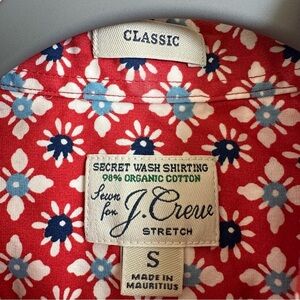 CLASSIC
SECRET WASH SHIRTING
98% ORGANIC COTTON
Sewn for J.Crew
STRETCH
S
MADE IN
MAURITIUS